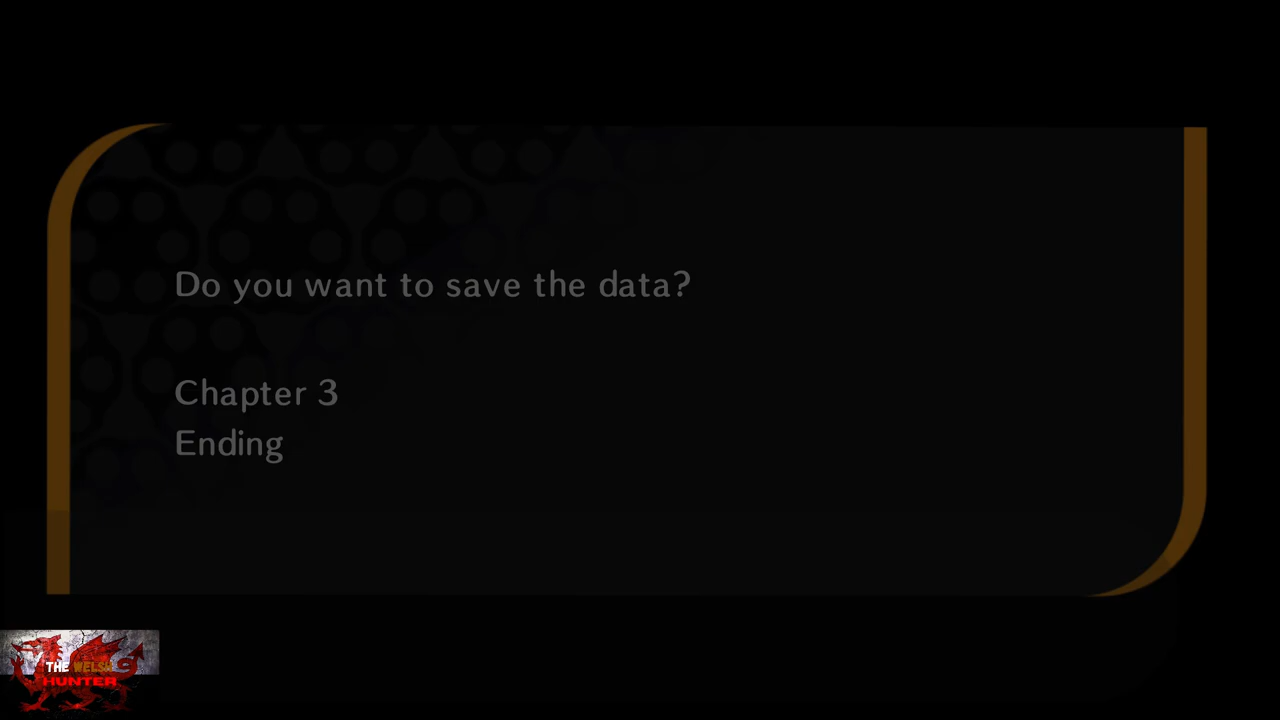 Do you want to save the data?
Chapter 3
Ending
THE WELSH
HUNTER